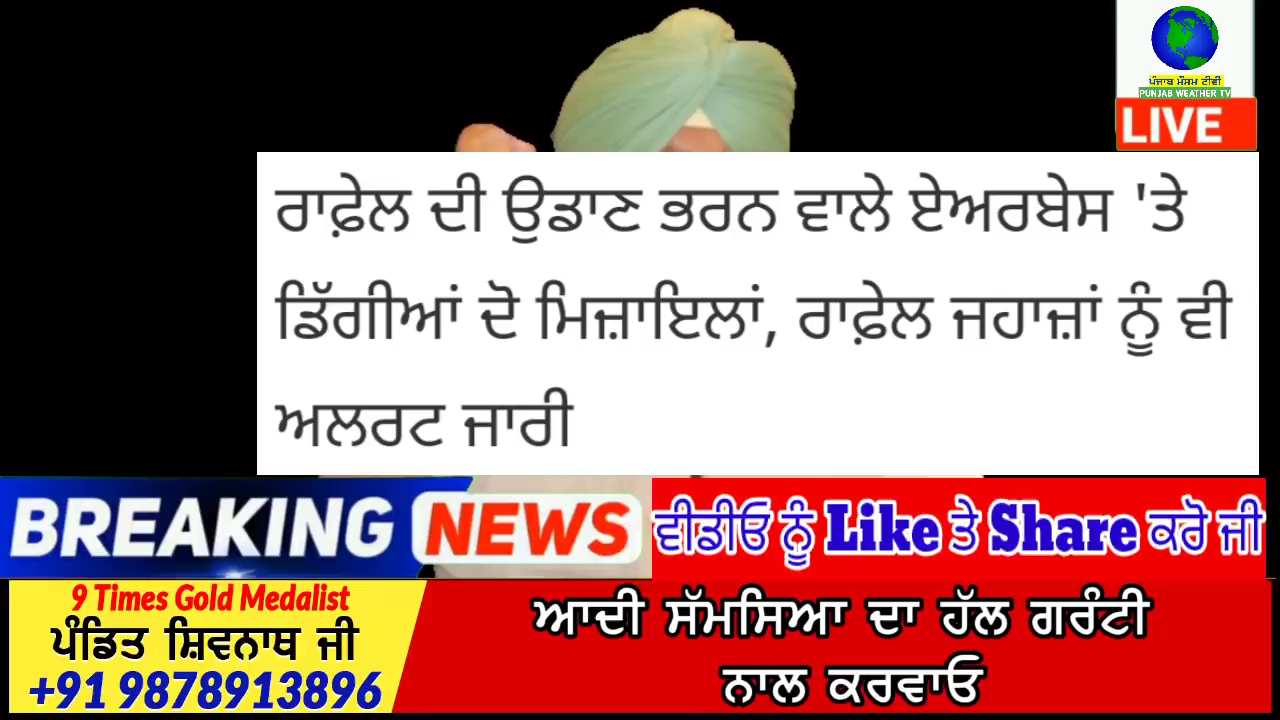 ਪੰਜਾਬ ਮੌਸਮ ਟੀਵੀ
PUNJAB WEATHER TV
LIVE
ਰਾਫ਼ੇਲ ਦੀ ਉਡਾਣ ਭਰਨ ਵਾਲੇ ਏਅਰਬੇਸ 'ਤੇ
ਡਿੱਗੀਆਂ ਦੋ ਮਿਜ਼ਾਇਲਾਂ, ਰਾਫ਼ੇਲ ਜਹਾਜ਼ਾਂ ਨੂੰ ਵੀ
ਅਲਰਟ ਜਾਰੀ
BREAKING NEWS
ਵੀਡੀਓ ਨੂੰ Like ਤੇ Share ਕਰੋ ਜੀ
9 Times Gold Medalist
ਪੰਡਿਤ ਸ਼ਿਵਨਾਥ ਜੀ
+91 9878913896
ਆਦੀ ਸੱਮਸਿਆ ਦਾ ਹੱਲ ਗਰੰਟੀ
ਨਾਲ ਕਰਵਾਓ